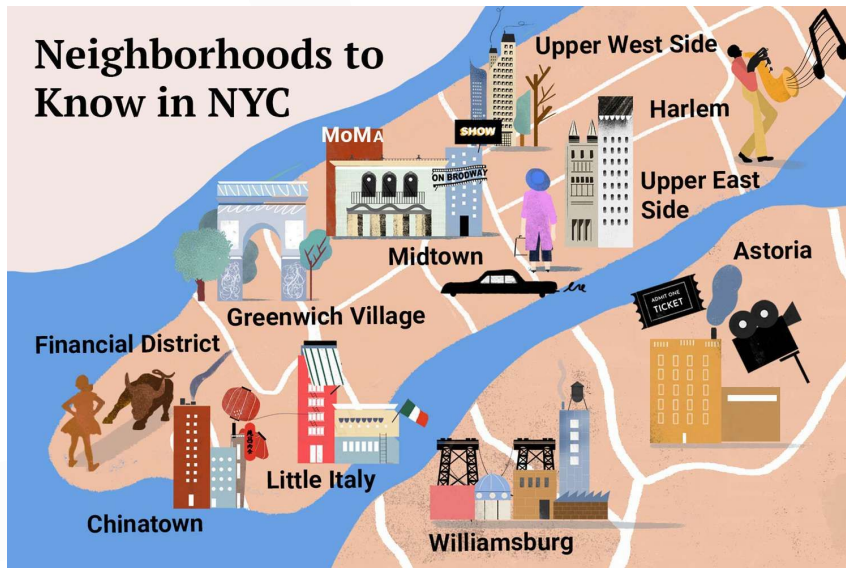 Neighborhoods to
Know in NYC
Upper West Side
MoMA
SHOW
Harlem
ON BRODWAY
Upper East
Side
Midtown
Astoria
ADMIT ONE
TICKET
Greenwich Village
Financial District
Little Italy
Chinatown
Williamsburg